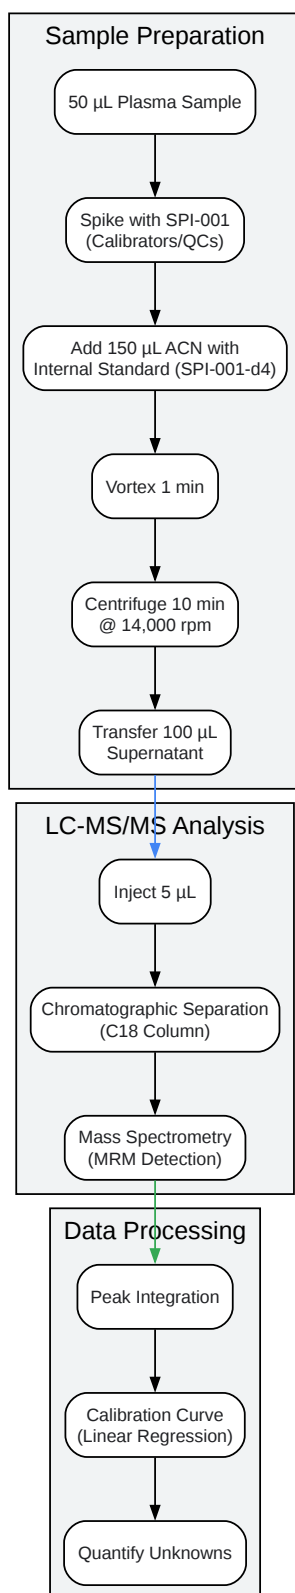 Sample Preparation
50 µL Plasma Sample
Spike with SPI-001
(Calibrators/QCs)
Add 150 µL ACN with
Internal Standard (SPI-001-d4)
Vortex 1 min
Centrifuge 10 min
@ 14,000 rpm
Transfer 100 µL
Supernatant
LC-MS/MS Analysis
Inject 5 µL
Chromatographic Separation
(C18 Column)
Mass Spectrometry
(MRM Detection)
Data Processing
Peak Integration
Calibration Curve
(Linear Regression)
Quantify Unknowns